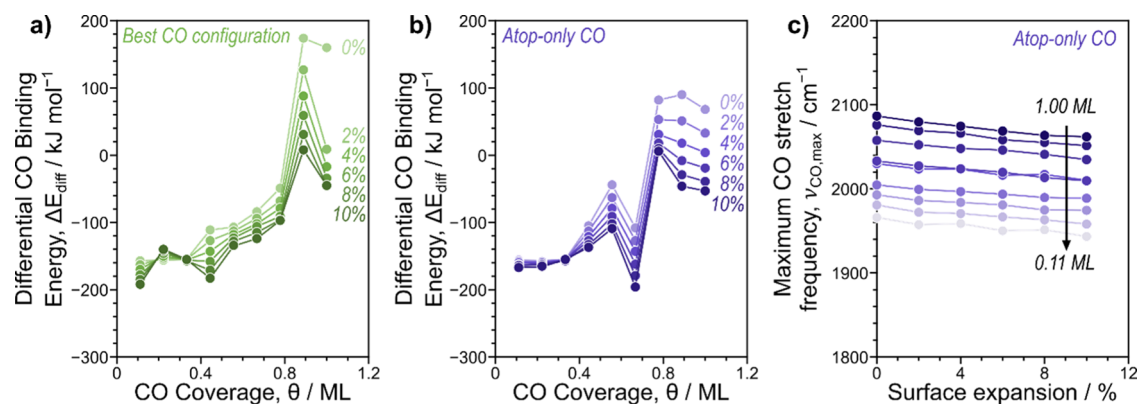 a)
Best CO configuration
Differential CO Binding
Energy, ΔE_diff / kJ mol⁻¹
200
100
0
−100
−200
−300
0%
2%
4%
6%
8%
10%
0
0.4
0.8
1.2
CO Coverage, θ / ML
b)
Atop-only CO
Differential CO Binding
Energy, ΔE_diff / kJ mol⁻¹
200
100
0
−100
−200
−300
0%
2%
4%
6%
8%
10%
0
0.4
0.8
1.2
CO Coverage, θ / ML
c)
Atop-only CO
Maximum CO stretch
frequency, ν_CO,max / cm⁻¹
2200
2100
2000
1900
1800
1.00 ML
0.11 ML
0
4
8
12
Surface expansion / %